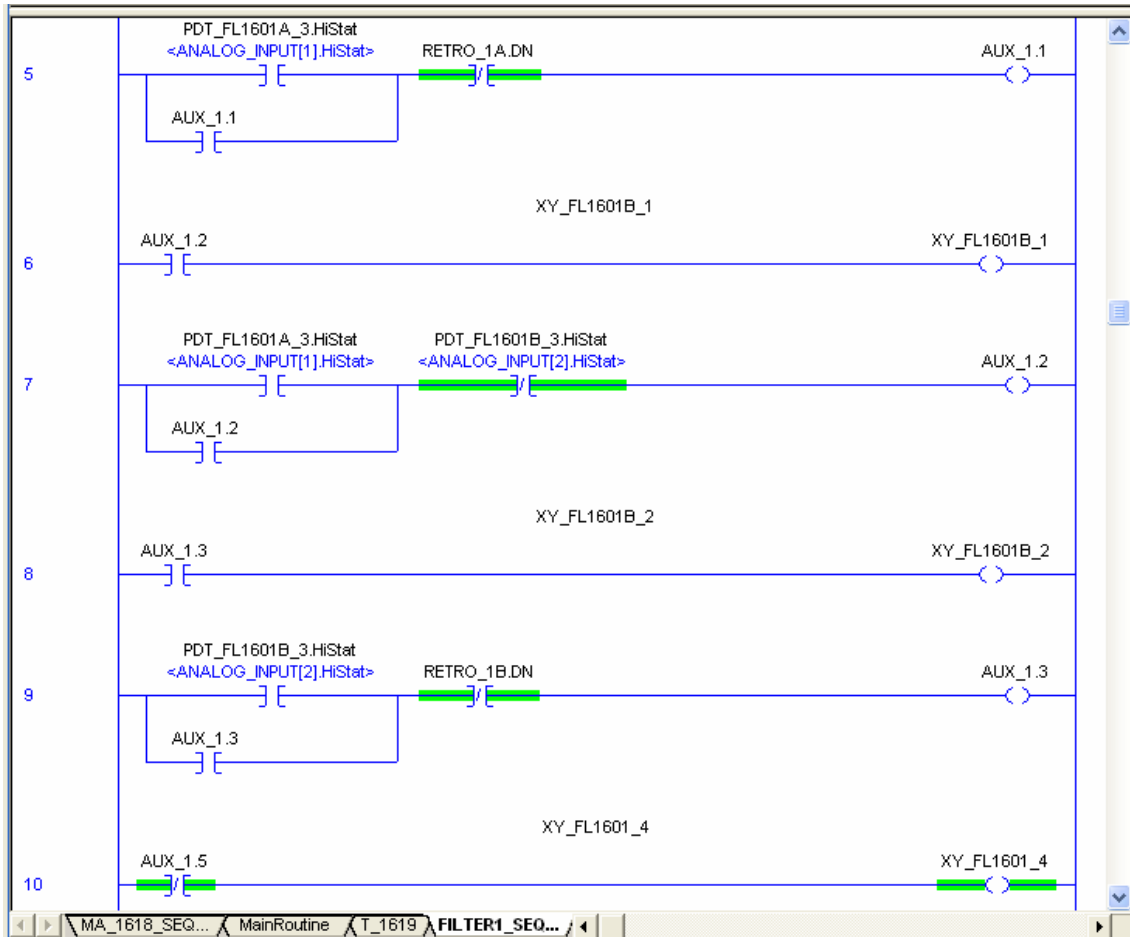 PDT_FL1601A_3.HiStat
<ANALOG_INPUT[1].HiStat>
RETRO_1A.DN
AUX_1.1
5
AUX_1.1
XY_FL1601B_1
AUX_1.2
XY_FL1601B_1
6
PDT_FL1601A_3.HiStat
PDT_FL1601B_3.HiStat
<ANALOG_INPUT[1].HiStat>
<ANALOG_INPUT[2].HiStat>
AUX_1.2
7
AUX_1.2
XY_FL1601B_2
AUX_1.3
XY_FL1601B_2
8
PDT_FL1601B_3.HiStat
<ANALOG_INPUT[2].HiStat>
RETRO_1B.DN
AUX_1.3
9
AUX_1.3
XY_FL1601_4
AUX_1.5
XY_FL1601_4
10
MA_1618_SEQ...
MainRoutine
T_1619
FILTER1_SEQ...